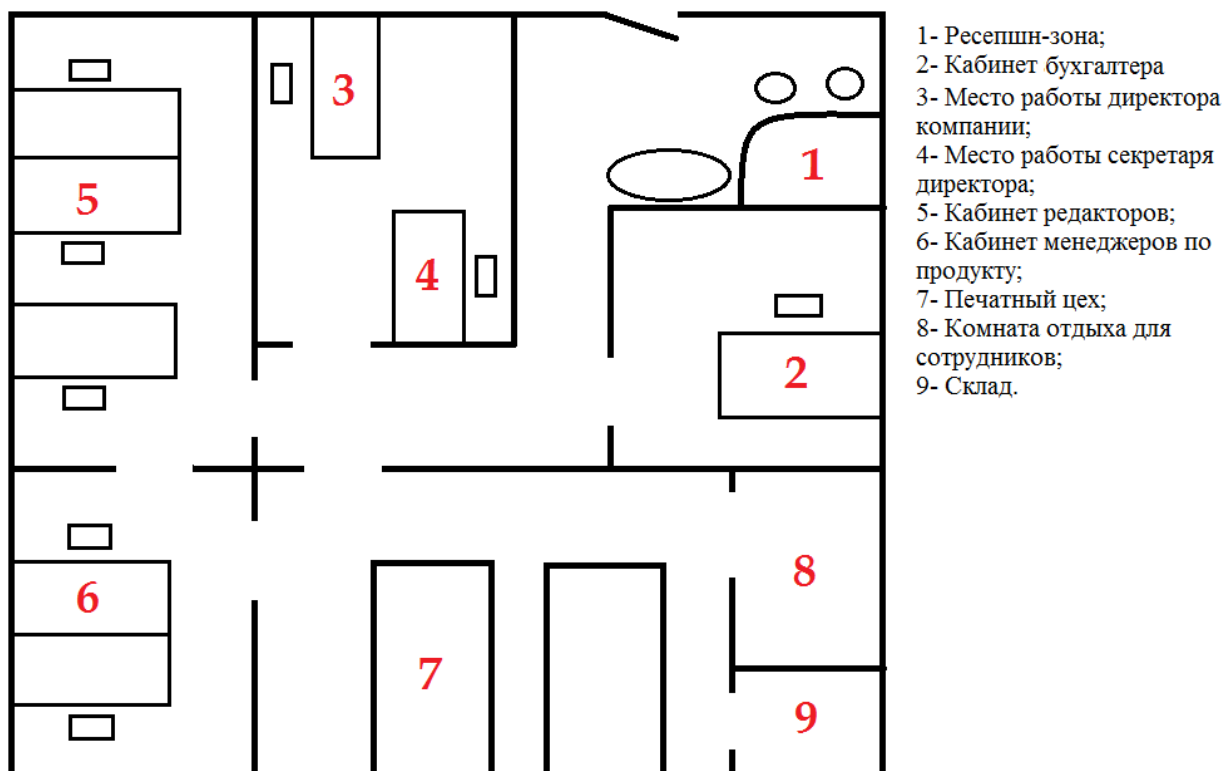 3
1
5
4
2
6
8
7
9
1- Ресепшн-зона;
2- Кабинет бухгалтера
3- Место работы директора
компании;
4- Место работы секретаря
директора;
5- Кабинет редакторов;
6- Кабинет менеджеров по
продукту;
7- Печатный цех;
8- Комната отдыха для
сотрудников;
9- Склад.